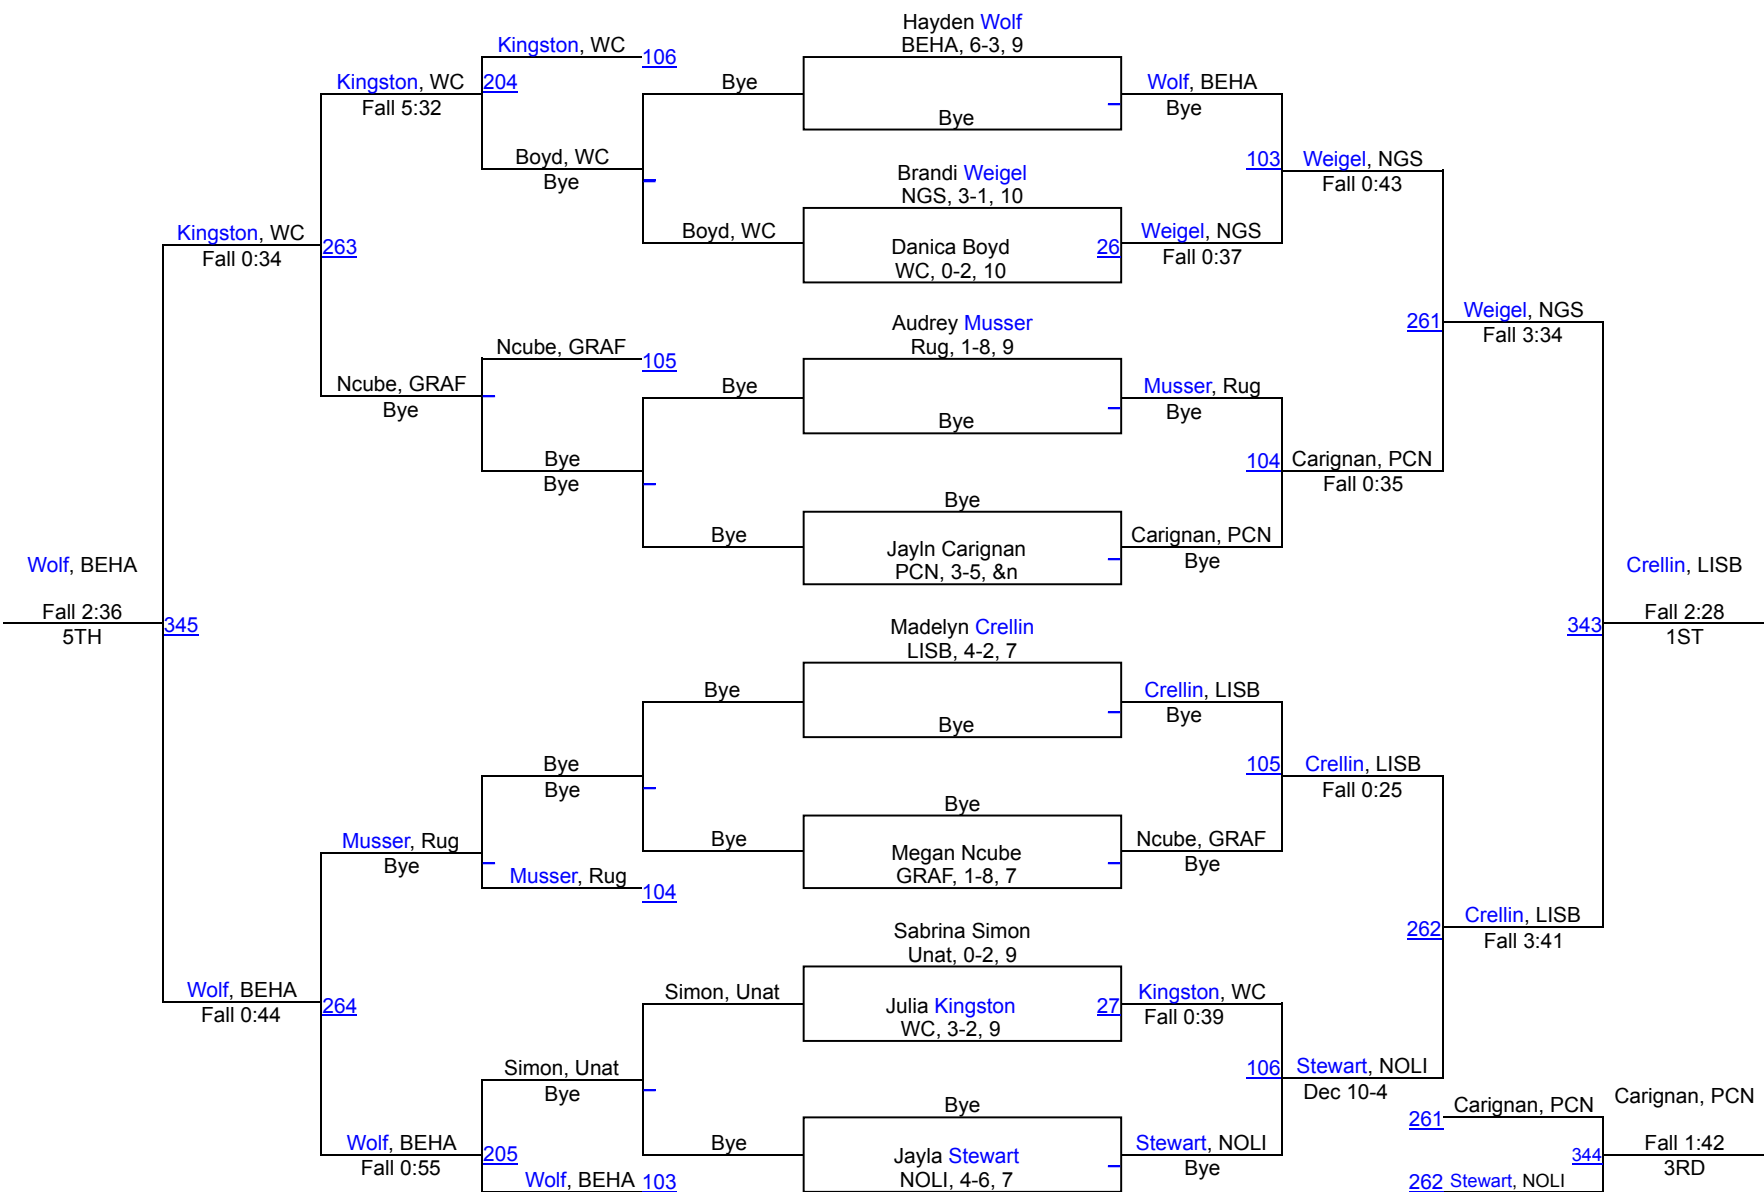 Hayden Wolf
BEHA, 6-3, 9
Kingston, WC
106
Kingston, WC
204
Bye
Wolf, BEHA
Fall 5:32
Bye
Bye
Boyd, WC
Bye
Brandi Weigel
NGS, 3-1, 10
103
Weigel, NGS
Fall 0:43
Kingston, WC
Fall 0:34
263
Boyd, WC
Danica Boyd
WC, 0-2, 10
26
Weigel, NGS
Fall 0:37
Audrey Musser
Rug, 1-8, 9
261
Weigel, NGS
Fall 3:34
Ncube, GRAF
105
Ncube, GRAF
Bye
Bye
Musser, Rug
Bye
Bye
Bye
Bye
104
Carignan, PCN
Fall 0:35
Bye
Bye
Jayln Carignan
PCN, 3-5, &n
Carignan, PCN
Bye
Wolf, BEHA
Fall 2:36
5TH
345
Crellin, LISB
Fall 2:28
1ST
343
Madelyn Crellin
LISB, 4-2, 7
Bye
Crellin, LISB
Bye
Bye
Bye
Bye
105
Crellin, LISB
Fall 0:25
Bye
Musser, Rug
Bye
Bye
Megan Ncube
GRAF, 1-8, 7
Ncube, GRAF
Bye
Musser, Rug
104
Sabrina Simon
Unat, 0-2, 9
262
Crellin, LISB
Fall 3:41
Wolf, BEHA
Fall 0:44
264
Simon, Unat
Julia Kingston
WC, 3-2, 9
27
Kingston, WC
Fall 0:39
Simon, Unat
Bye
106
Stewart, NOLI
Dec 10-4
Bye
261
Carignan, PCN
Carignan, PCN
Wolf, BEHA
Fall 0:55
205
Bye
Jayla Stewart
NOLI, 4-6, 7
Stewart, NOLI
Bye
344
Fall 1:42
3RD
Wolf, BEHA
103
262
Stewart, NOLI